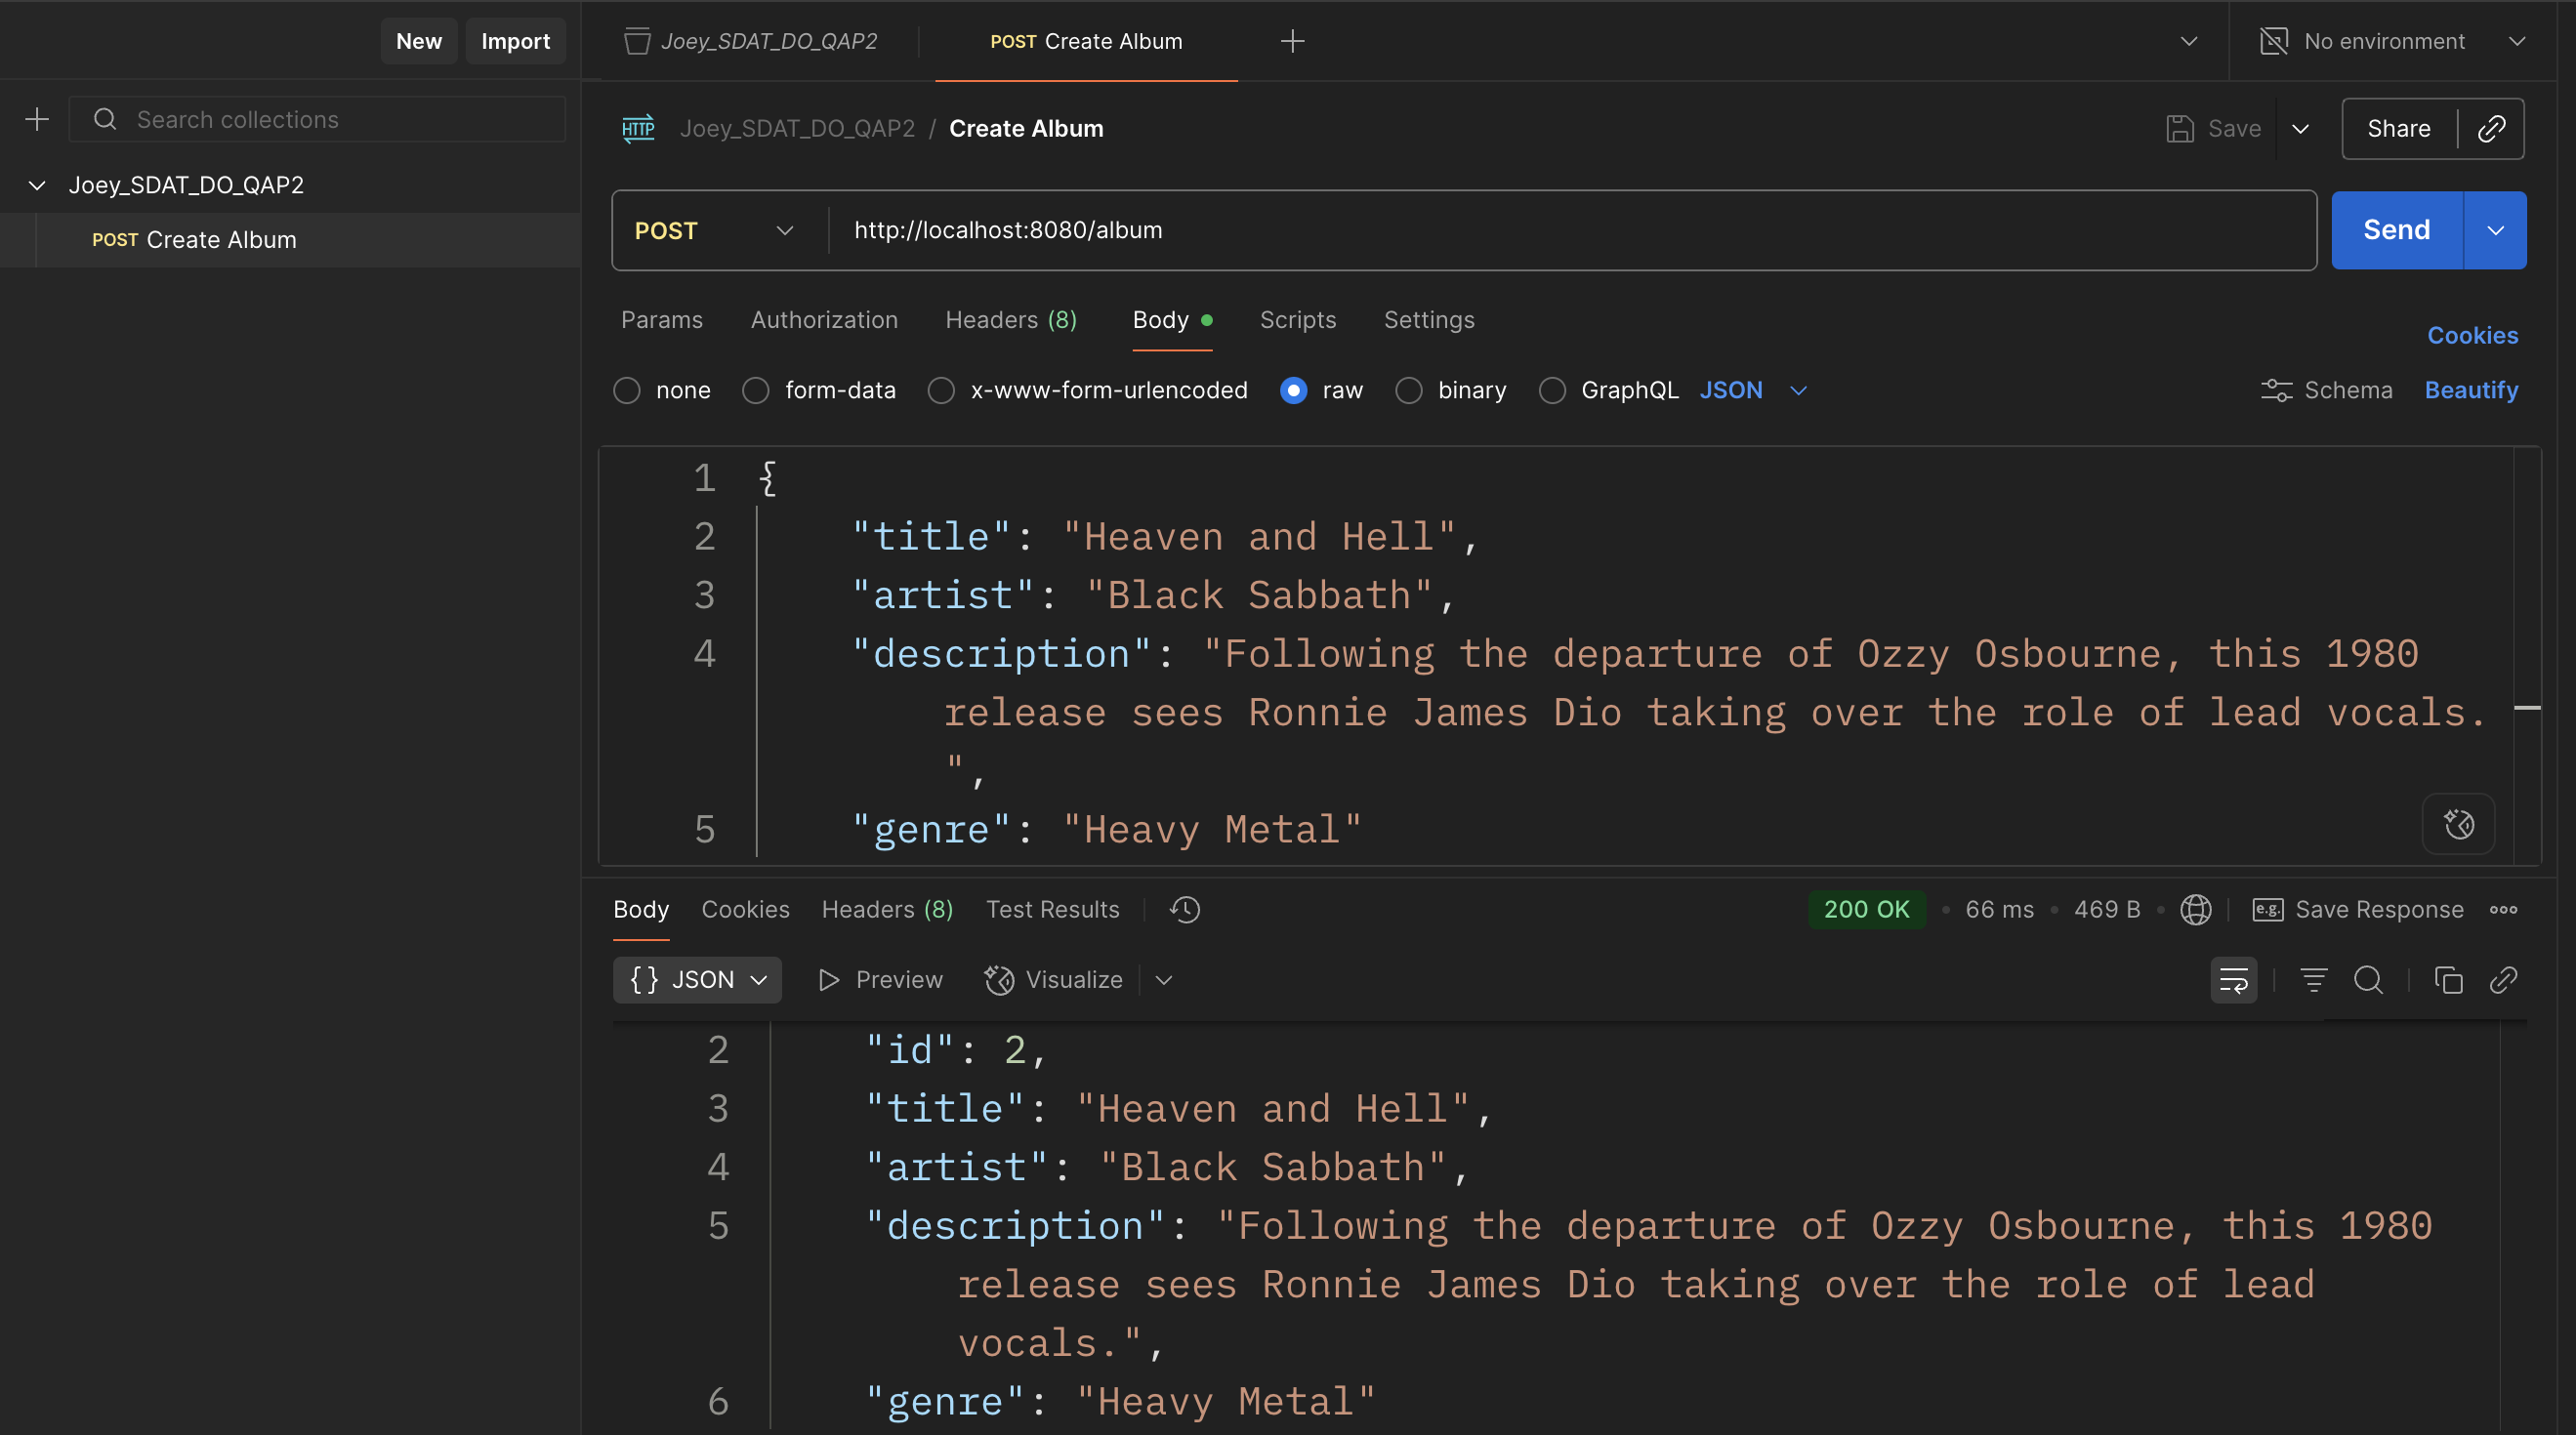 New
Import
Joey_SDAT_DO_QAP2
POST Create Album
No environment
Search collections
HTTP
Joey_SDAT_DO_QAP2 / Create Album
Save
Share
Joey_SDAT_DO_QAP2
POST Create Album
POST
http://localhost:8080/album
Send
Params
Authorization
Headers (8)
Body
Scripts
Settings
Cookies
none
form-data
x-www-form-urlencoded
raw
binary
GraphQL
JSON
Schema
Beautify
1 {
2 "title": "Heaven and Hell",
3 "artist": "Black Sabbath",
4 "description": "Following the departure of Ozzy Osbourne, this 1980
release sees Ronnie James Dio taking over the role of lead vocals.
",
5 "genre": "Heavy Metal"
Body
Cookies
Headers (8)
Test Results
200 OK
66 ms
469 B
e.g.
Save Response
{} JSON
Preview
Visualize
2 "id": 2,
3 "title": "Heaven and Hell",
4 "artist": "Black Sabbath",
5 "description": "Following the departure of Ozzy Osbourne, this 1980
release sees Ronnie James Dio taking over the role of lead
vocals.",
6 "genre": "Heavy Metal"